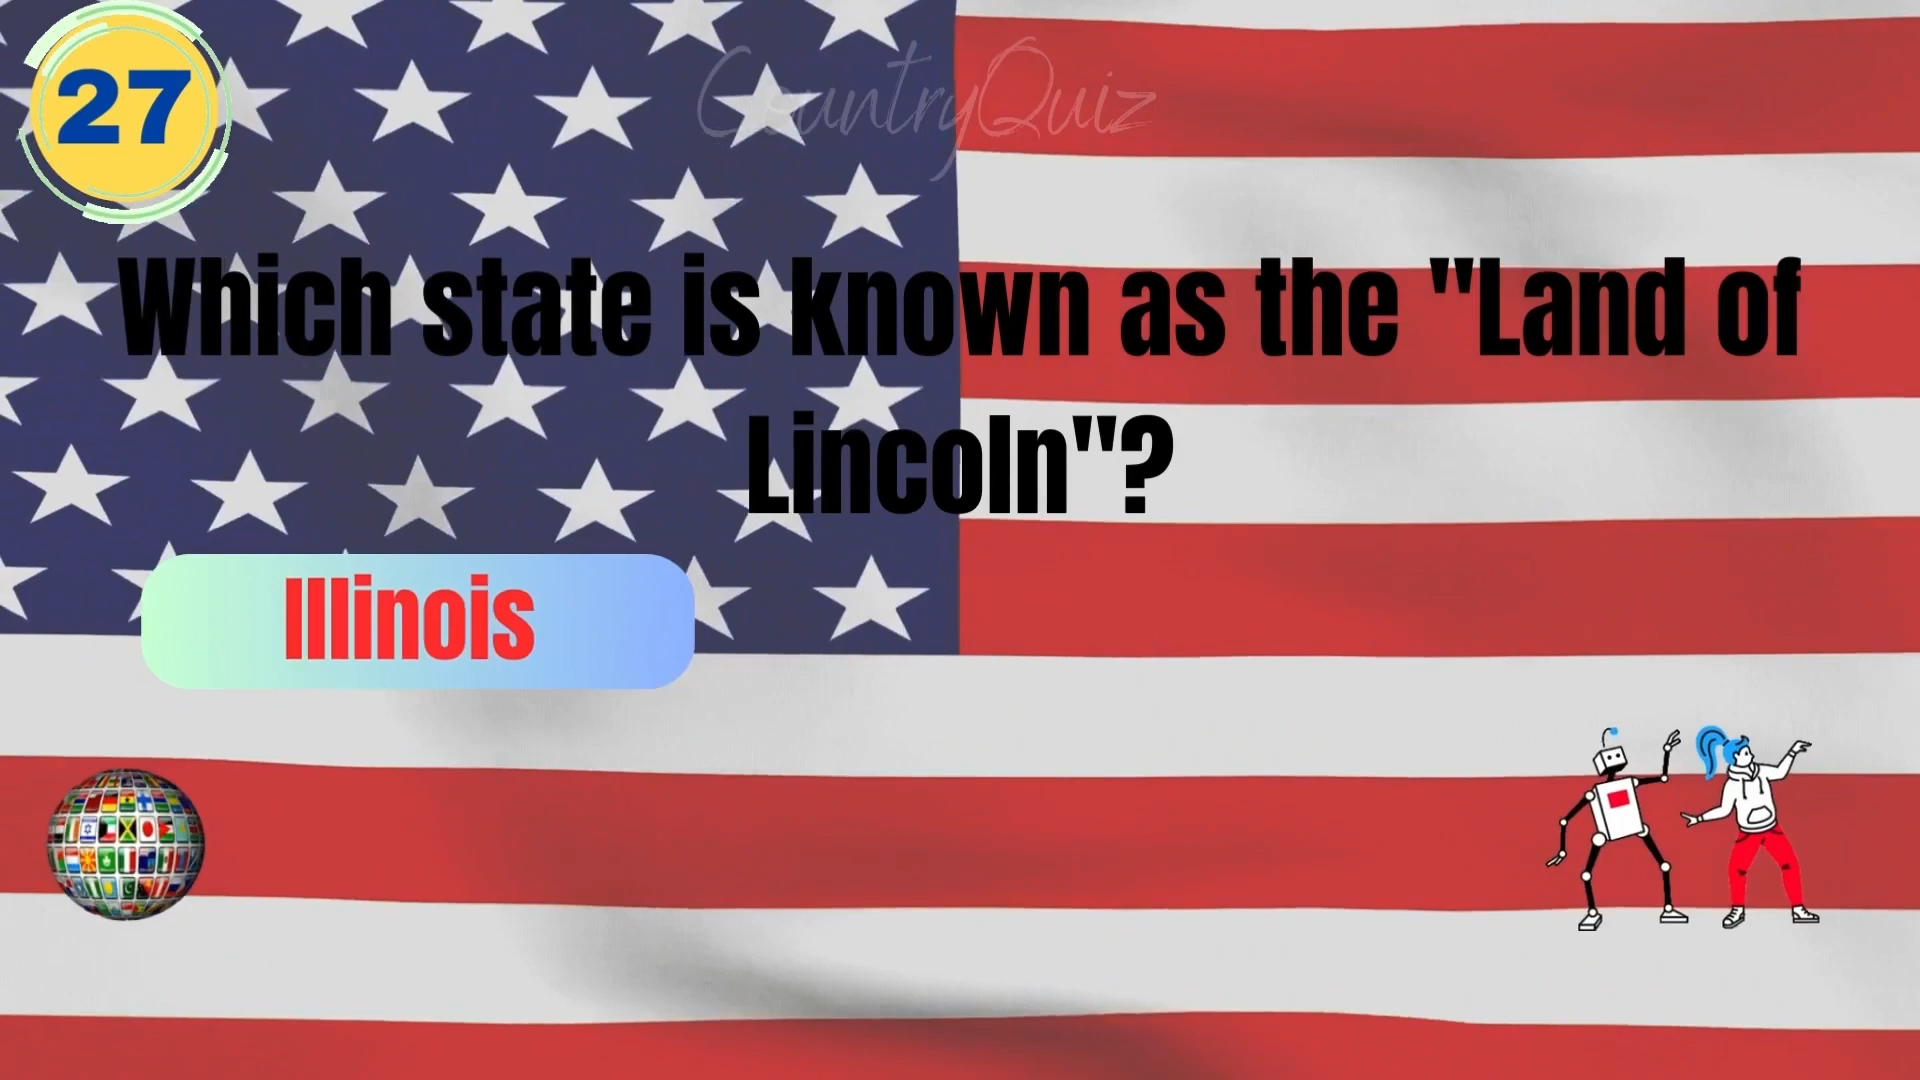 27
CountryQuiz
Which state is known as the "Land of
Lincoln"?
Illinois